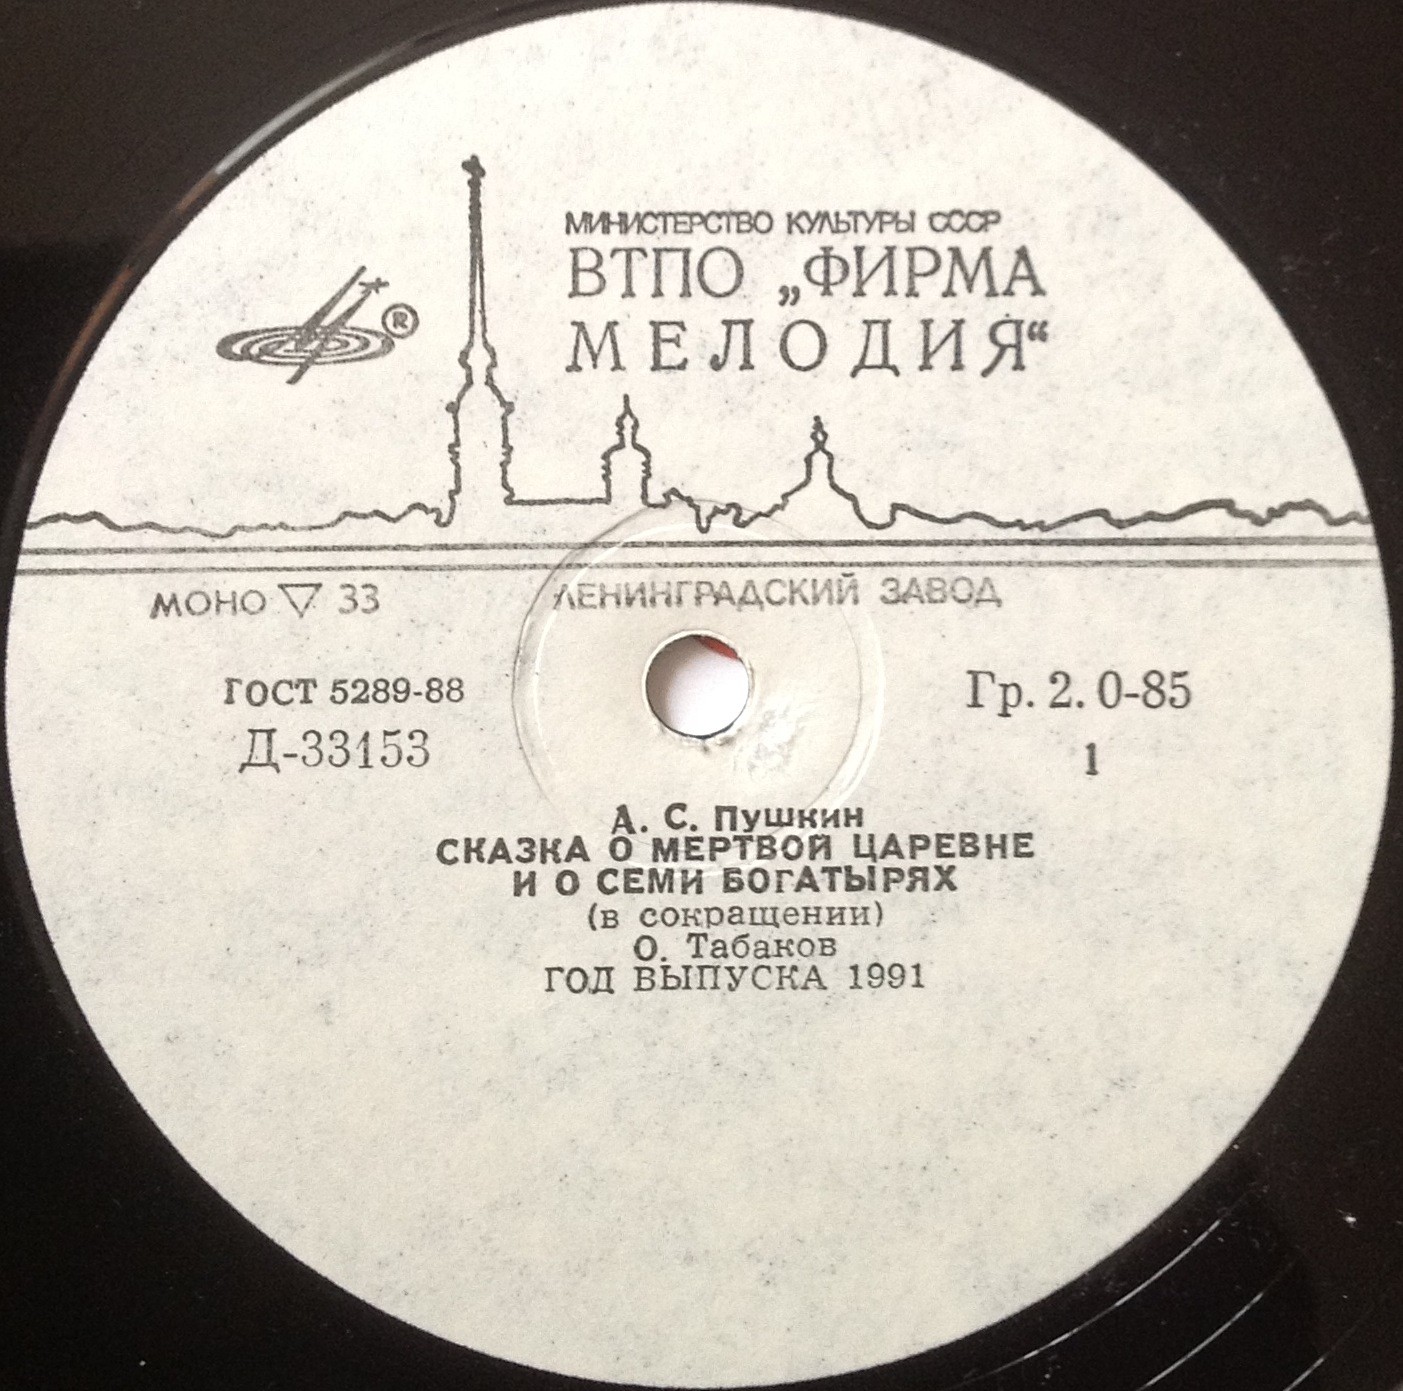 МИНИСТЕРСТВО КУЛЬТУРЫ СССР
ВТПО „ФИРМА
МЕЛОДИЯ“
®
МОНО ▽ 33 ЛЕНИНГРАДСКИЙ ЗАВОД
ГОСТ 5289-88
Д-33153
Гр. 2. 0-85
1
А. С. Пушкин
СКАЗКА О МЕРТВОЙ ЦАРЕВНЕ
И О СЕМИ БОГАТЫРЯХ
(в сокращении)
О. Табаков
ГОД ВЫПУСКА 1991